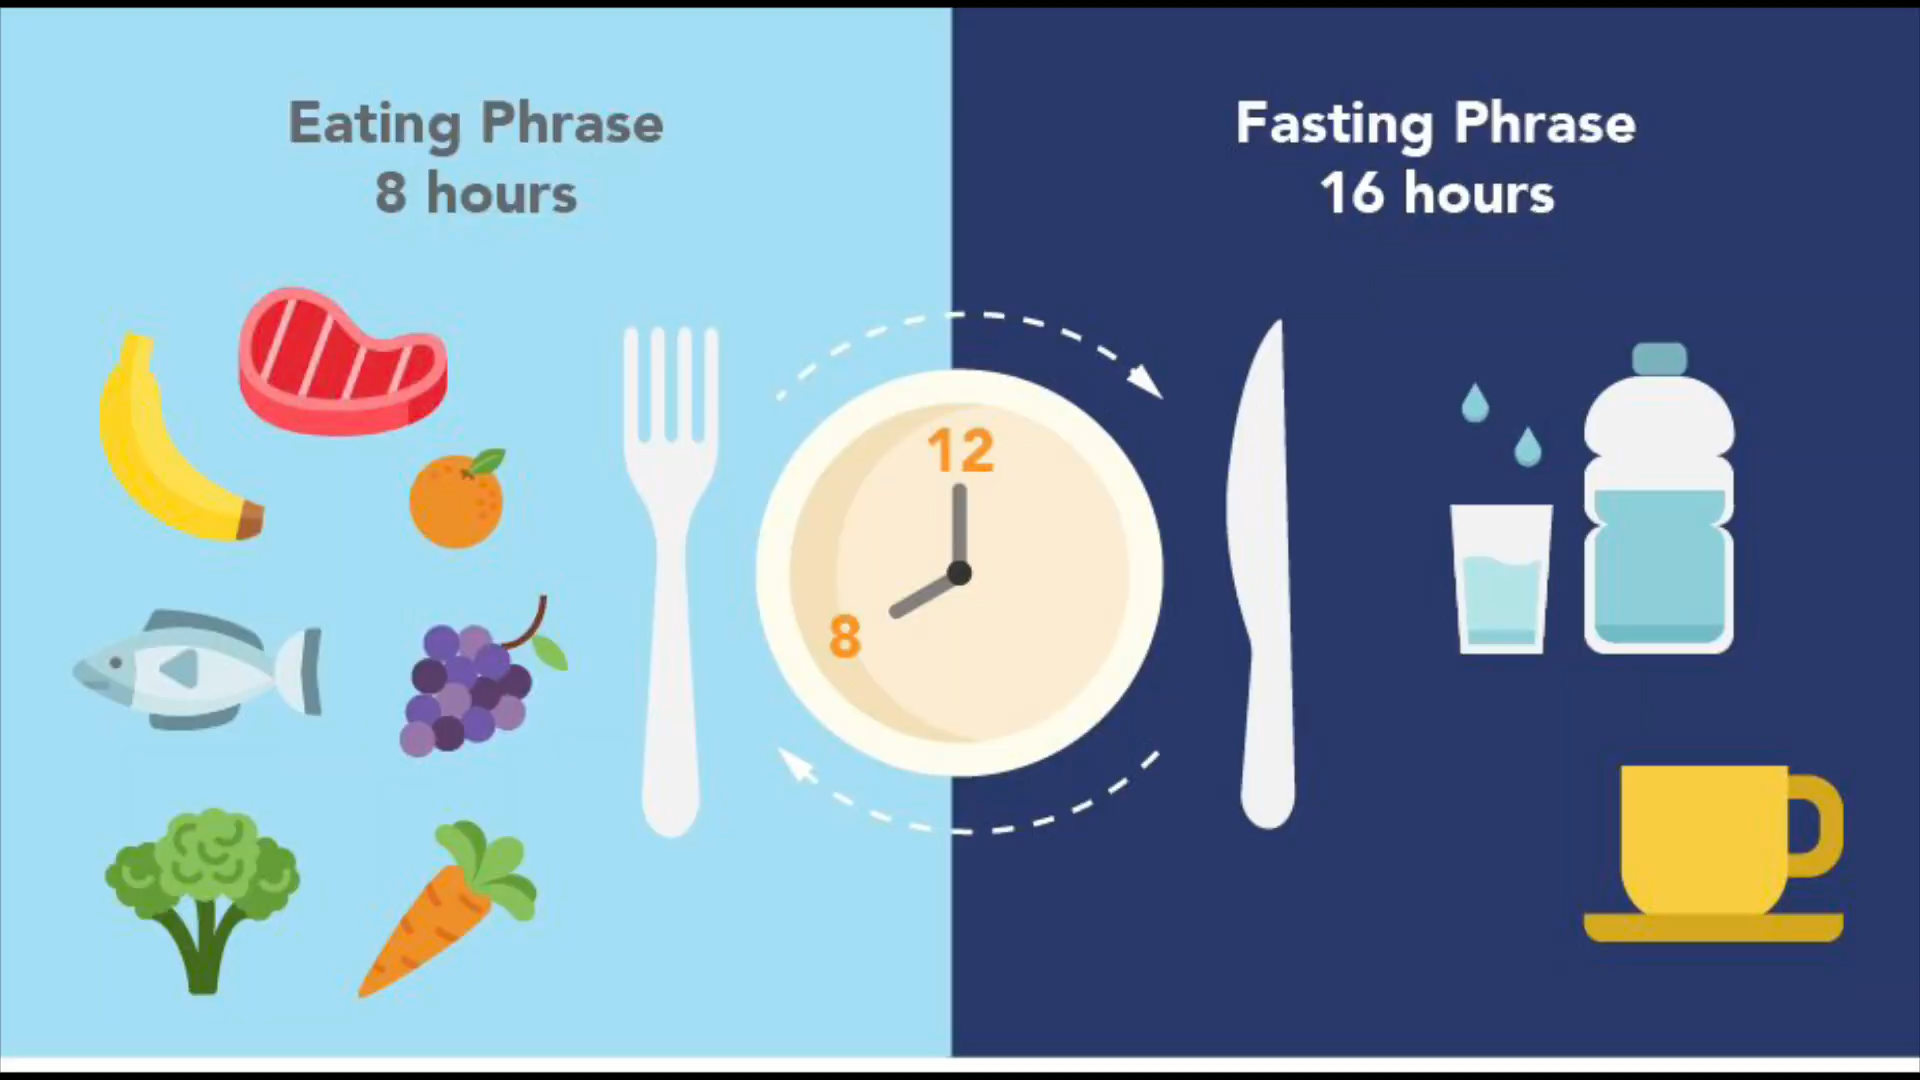 Eating Phrase
8 hours
Fasting Phrase
16 hours
12
8